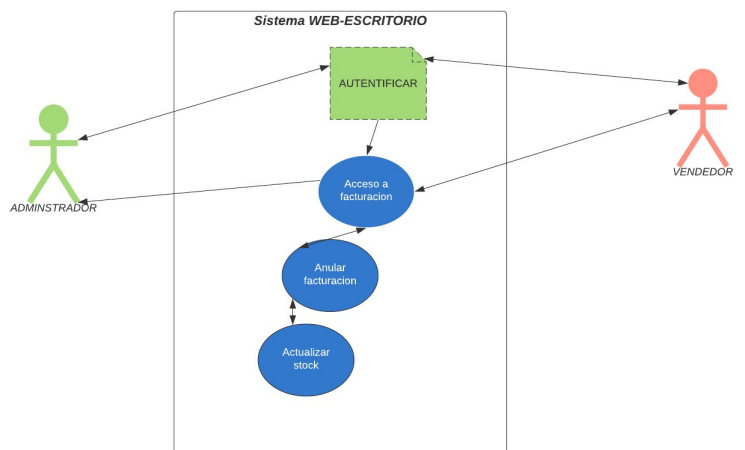 Sistema WEB-ESCRITORIO
AUTENTIFICAR
VENDEDOR
Acceso a
facturacion
ADMINSTRADOR
Anular
facturacion
Actualizar
stock